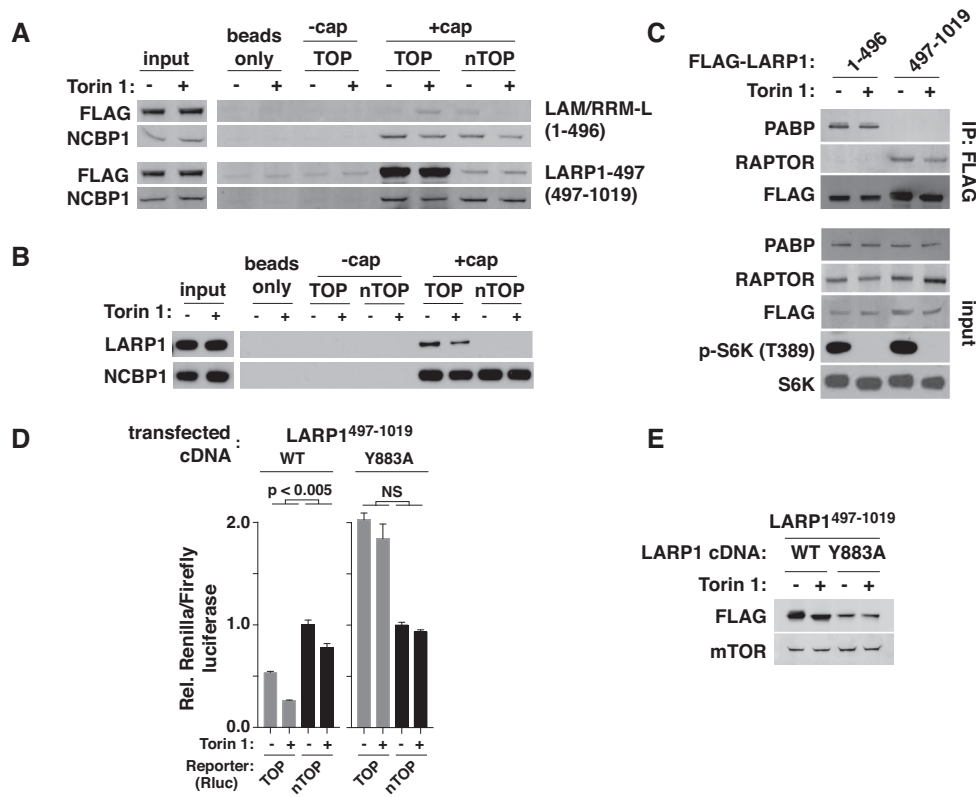 A
-cap
+cap
beads only
input
TOP
TOP
nTOP
Torin 1: - + - + - + - + - +
FLAG
NCBP1
LAM/RRM-L
(1-496)
FLAG
NCBP1
LARP1-497
(497-1019)
B
beads only
-cap
+cap
input
TOP nTOP TOP nTOP
Torin 1: - + - + - + - + - + - +
LARP1
NCBP1
C
FLAG-LARP1: 1-496 497-1019
Torin 1: - + - +
PABP
RAPTOR
FLAG
IP: FLAG
PABP
RAPTOR
FLAG
p-S6K (T389)
S6K
input
D
transfected cDNA :
LARP1497-1019
WT
Y883A
p < 0.005
NS
Rel. Renilla/Firefly luciferase
2.0
1.0
0.0
Torin 1: - + - + - + - +
Reporter: (Rluc)
TOP nTOP TOP nTOP
E
LARP1497-1019
LARP1 cDNA: WT Y883A
Torin 1: - + - +
FLAG
mTOR